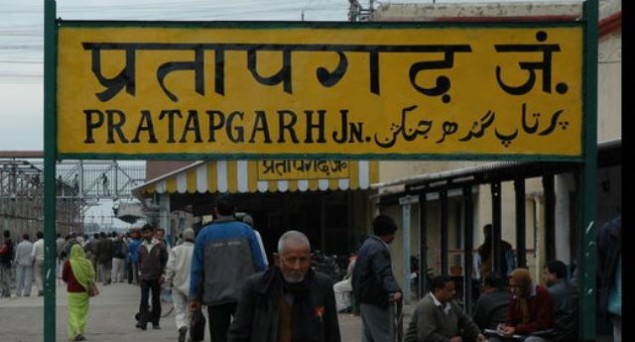 प्रतापगढ़ जं.
PRATAPGARH JN. پرتاپ گڈھ جنکشن
प्रतापगढ़ जं